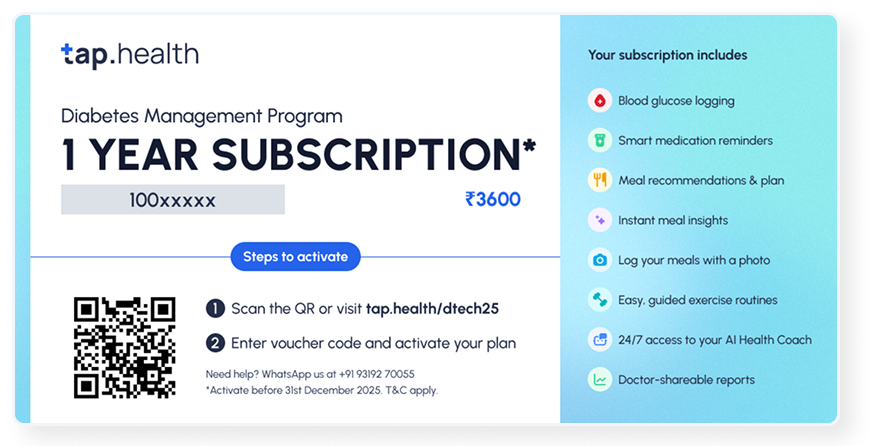 tap.health
Diabetes Management Program
1 YEAR SUBSCRIPTION*
100xxxxx
₹3600
Steps to activate
1 Scan the QR or visit tap.health/dtech25
2 Enter voucher code and activate your plan
Need help? WhatsApp us at +91 93192 70055
*Activate before 31st December 2025. T&C apply.
Your subscription includes
Blood glucose logging
Smart medication reminders
Meal recommendations & plan
Instant meal insights
Log your meals with a photo
Easy, guided exercise routines
24/7 access to your AI Health Coach
Doctor-shareable reports